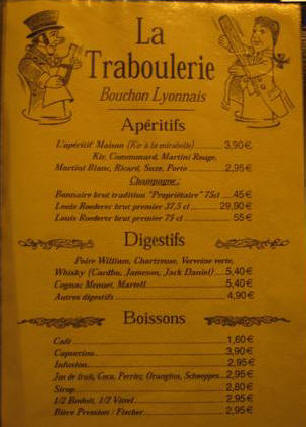 La
Traboulerie
Bouchon Lyonnais
Apéritifs
L'apéritif Maison (Kir à la mirabelle) 3,90€
Kir, Communard, Martini Rouge,
Martini Blanc, Ricard, Suze, Porto 2,95€
Champagne:
Bonnaire brut tradition "Propriétaire" 75cl 45€
Louis Roederer brut premier 37,5 cl 29,90€
Louis Roederer brut premier 75 cl 55€
Digestifs
Poire William, Chartreuse, Verveine verte,
Whisky (Cardhu, Jameson, Jack Daniel) 5,40€
Cognac Menuet, Martell 5,40€
Autres digestifs 4,90€
Boissons
Café 1,60€
Capuccino 3,90€
Infusion 2,95€
Jus de fruits, Coca, Perrier, Orangina, Schweppes 2,95€
Sirop 2,80€
1/2 Badoit, 1/2 Vittel 2,95€
Bière Pression / Fischer 2,95€